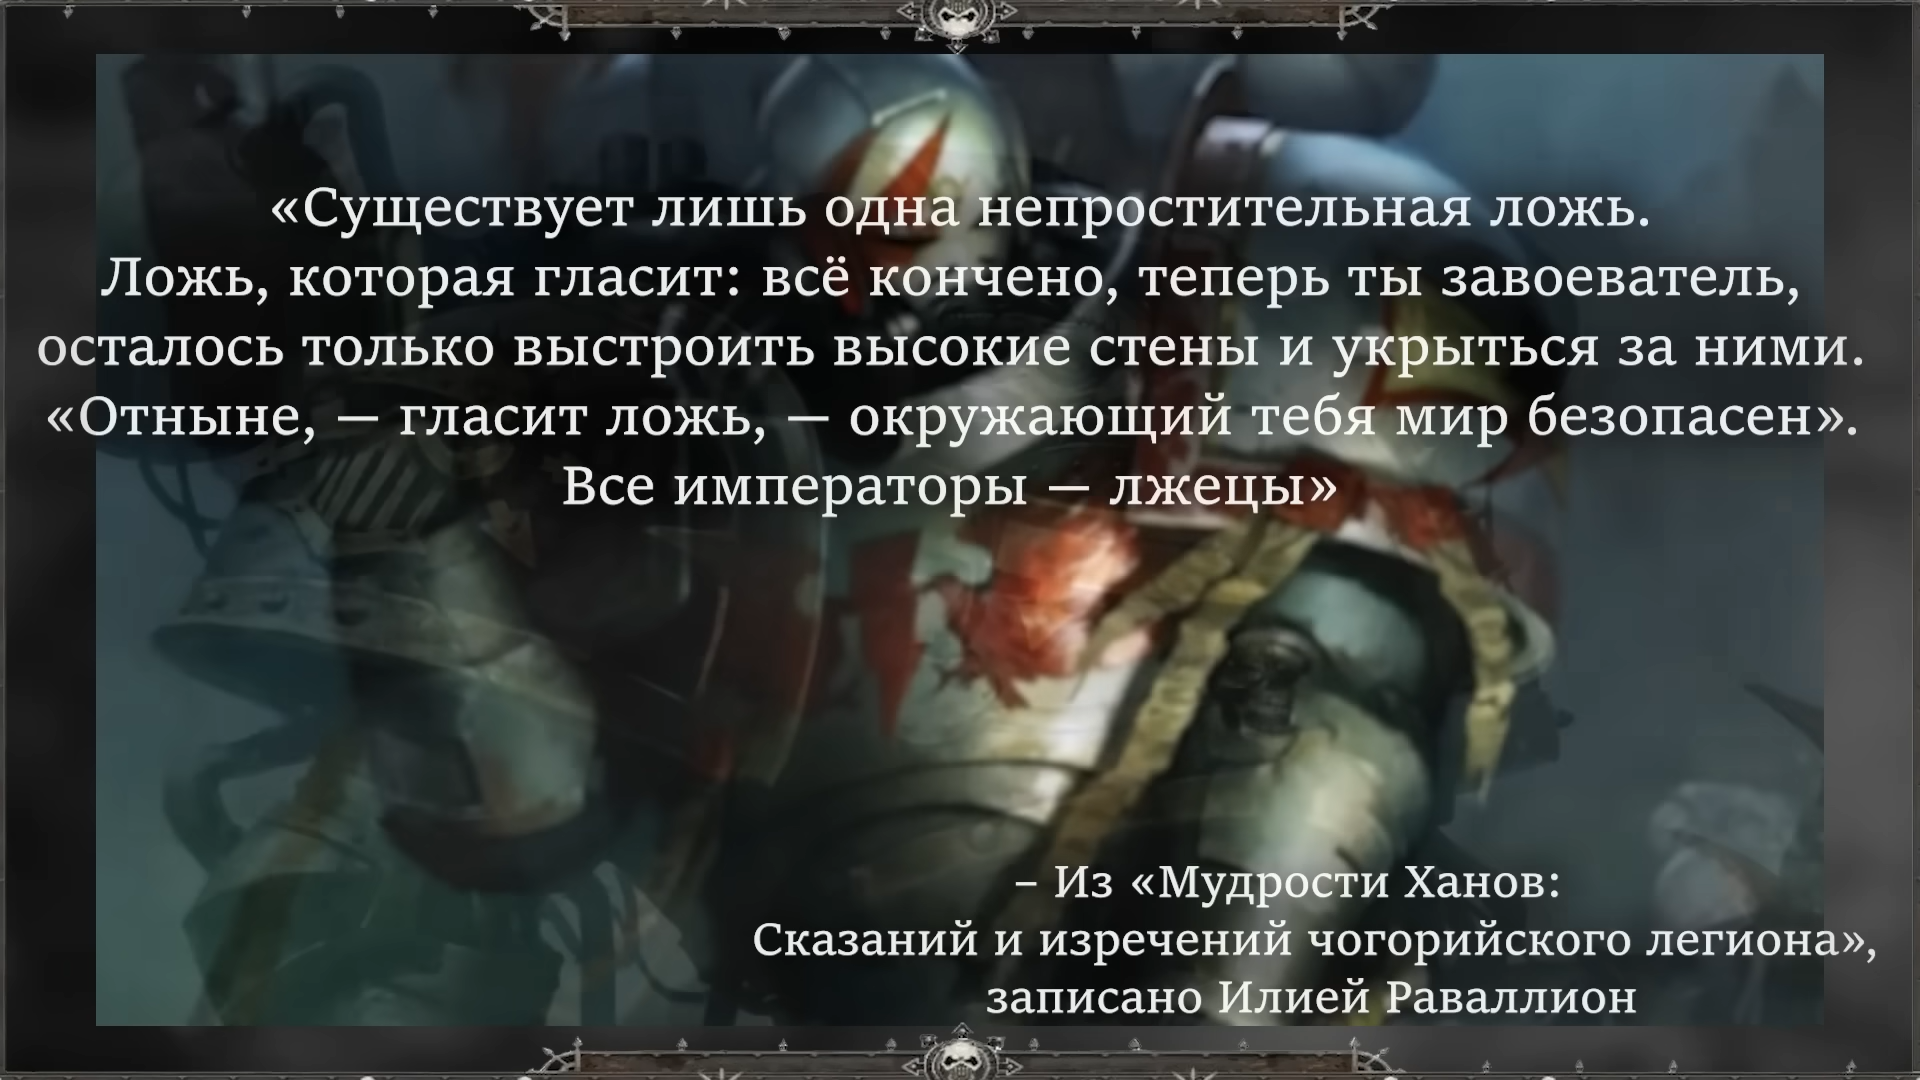 «Существует лишь одна непростительная ложь.
Ложь, которая гласит: всё кончено, теперь ты завоеватель,
осталось только выстроить высокие стены и укрыться за ними.
«Отныне, — гласит ложь, — окружающий тебя мир безопасен».
Все императоры — лжецы»
– Из «Мудрости Ханов:
Сказаний и изречений чогорийского легиона»,
записано Илией Раваллион